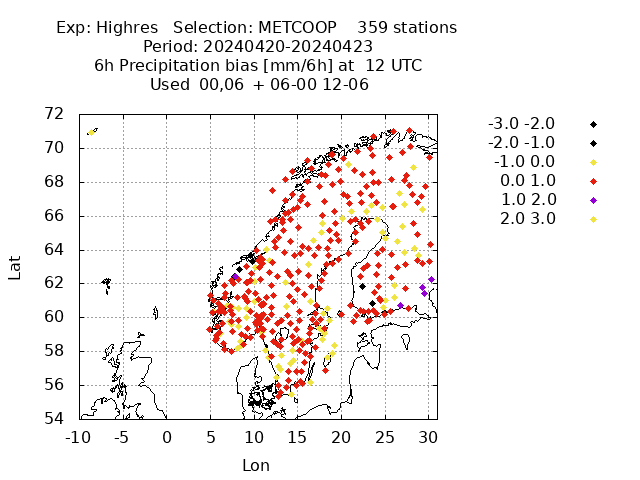 Exp: Highres   Selection: METCOOP    359 stations
Period: 20240420-20240423
6h Precipitation bias [mm/6h] at  12 UTC
Used  00,06  + 06-00 12-06
72
70
68
66
64
62
60
58
56
54
Lat
-10 -5 0 5 10 15 20 25 30
Lon
-3.0 -2.0
-2.0 -1.0
-1.0 0.0
0.0 1.0
1.0 2.0
2.0 3.0